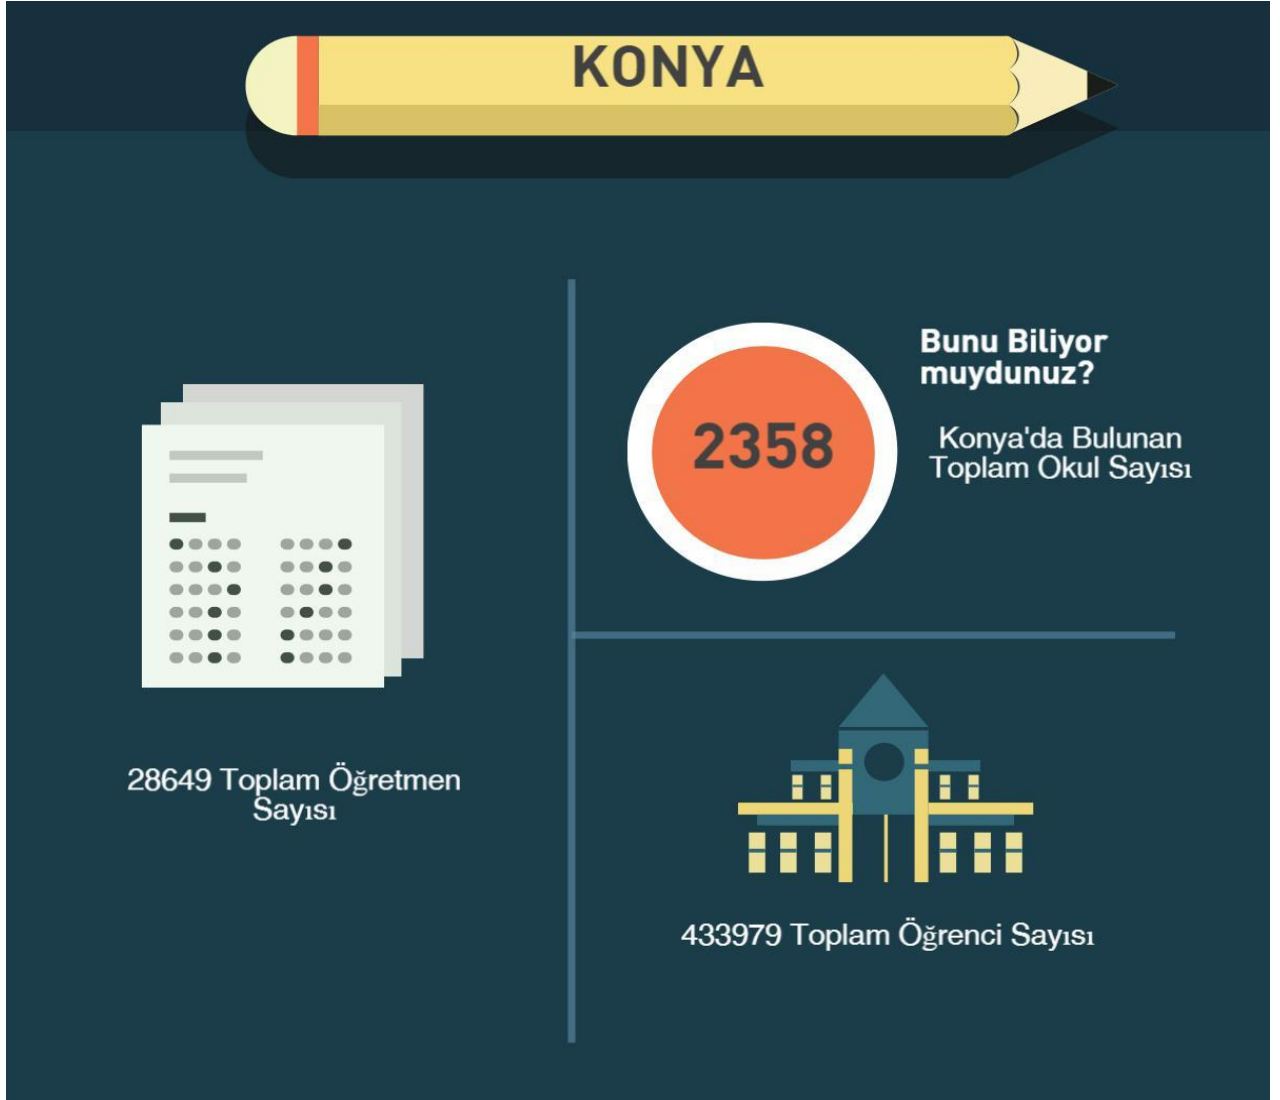 KONYA
28649 Toplam Öğretmen
Sayısı
2358
Bunu Biliyor
muydunuz?
Konya'da Bulunan
Toplam Okul Sayısı
433979 Toplam Öğrenci Sayısı